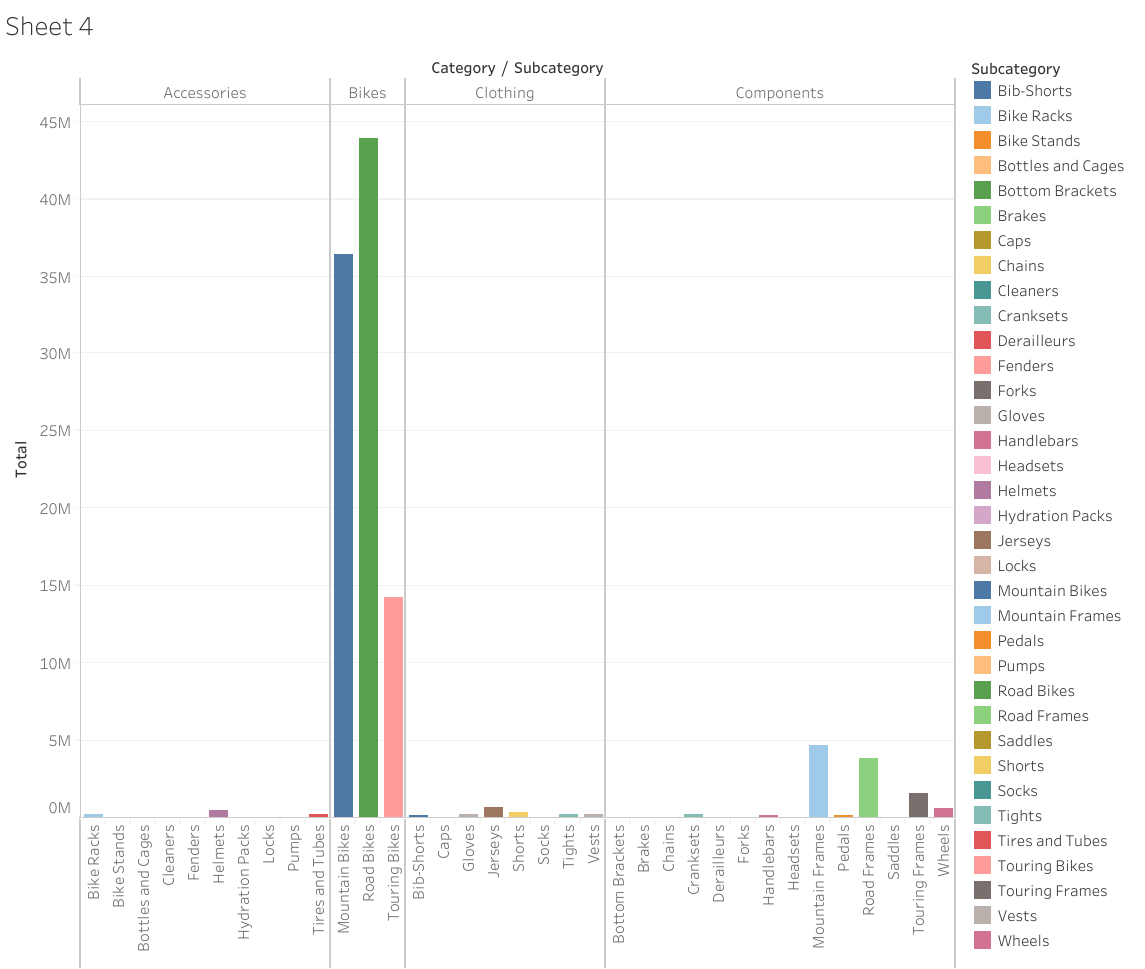 Sheet 4
Category / Subcategory
Accessories
Bikes
Clothing
Components
Total
45M
40M
35M
30M
25M
20M
15M
10M
5M
0M
Bike Racks
Bike Stands
Bottles and Cages
Cleaners
Fenders
Helmets
Hydration Packs
Locks
Pumps
Tires and Tubes
Mountain Bikes
Road Bikes
Touring Bikes
Bib-Shorts
Caps
Gloves
Jerseys
Shorts
Socks
Tights
Vests
Bottom Brackets
Brakes
Chains
Cranksets
Derailleurs
Forks
Handlebars
Headsets
Mountain Frames
Pedals
Road Frames
Saddles
Touring Frames
Wheels
Subcategory
Bib-Shorts
Bike Racks
Bike Stands
Bottles and Cages
Bottom Brackets
Brakes
Caps
Chains
Cleaners
Cranksets
Derailleurs
Fenders
Forks
Gloves
Handlebars
Headsets
Helmets
Hydration Packs
Jerseys
Locks
Mountain Bikes
Mountain Frames
Pedals
Pumps
Road Bikes
Road Frames
Saddles
Shorts
Socks
Tights
Tires and Tubes
Touring Bikes
Touring Frames
Vests
Wheels